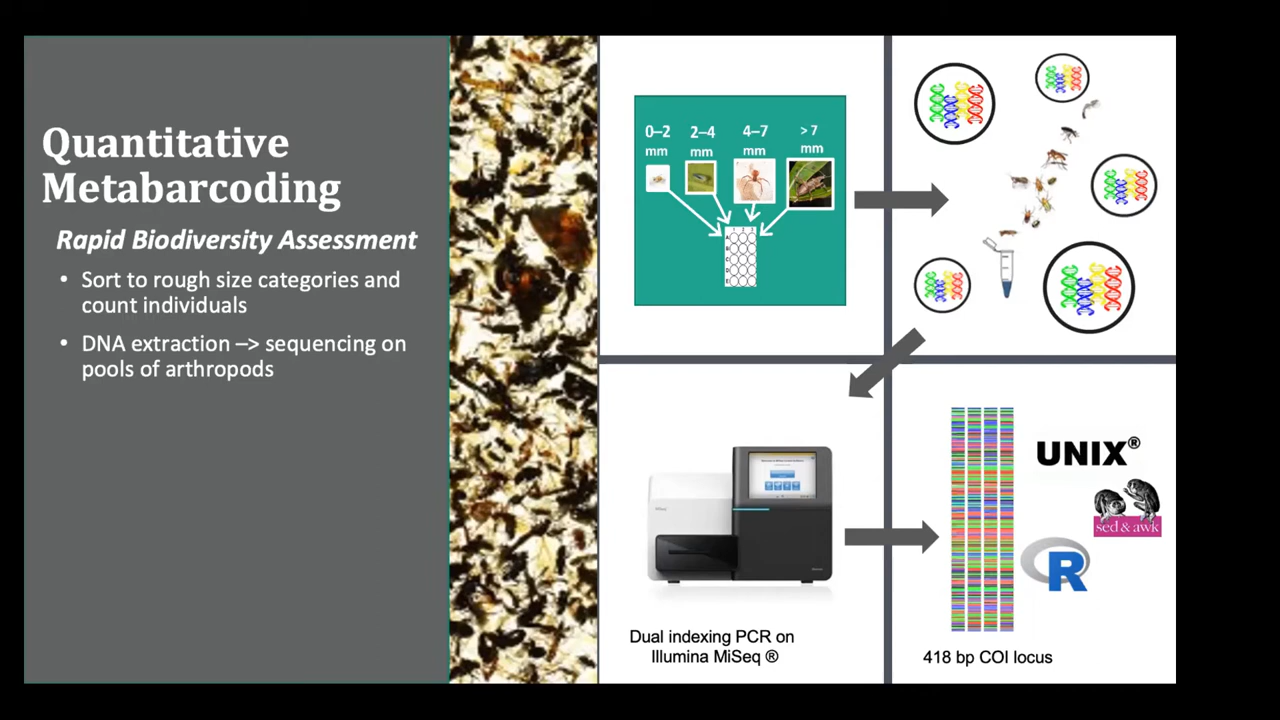 Quantitative
Metabarcoding
Rapid Biodiversity Assessment
• Sort to rough size categories and
count individuals
• DNA extraction –> sequencing on
pools of arthropods
0–2 2–4 4–7 > 7
mm mm mm mm
Dual indexing PCR on
Illumina MiSeq ®
UNIX®
sed & awk
R
418 bp COI locus